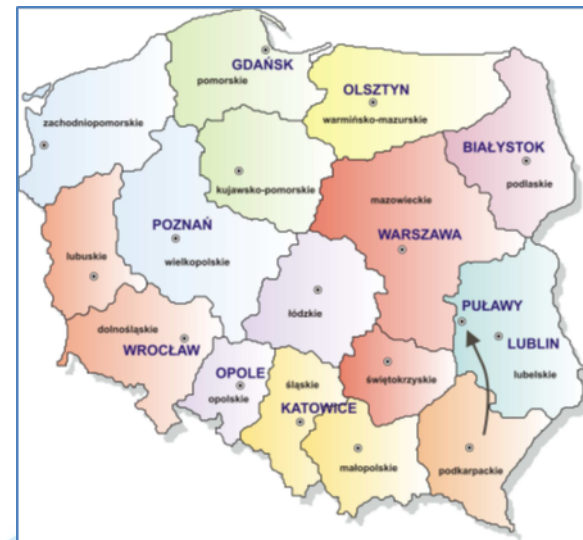 GDAŃSK
pomorskie
OLSZTYN
warmińsko-mazurskie
zachodniopomorskie
BIAŁYSTOK
podlaskie
kujawsko-pomorskie
mazowieckie
POZNAŃ
wielkopolskie
WARSZAWA
lubuskie
łódzkie
PUŁAWY
dolnośląskie
WROCŁAW
LUBLIN
lubelskie
OPOLE
opolskie
śląskie
KATOWICE
świętokrzyskie
małopolskie
podkarpackie